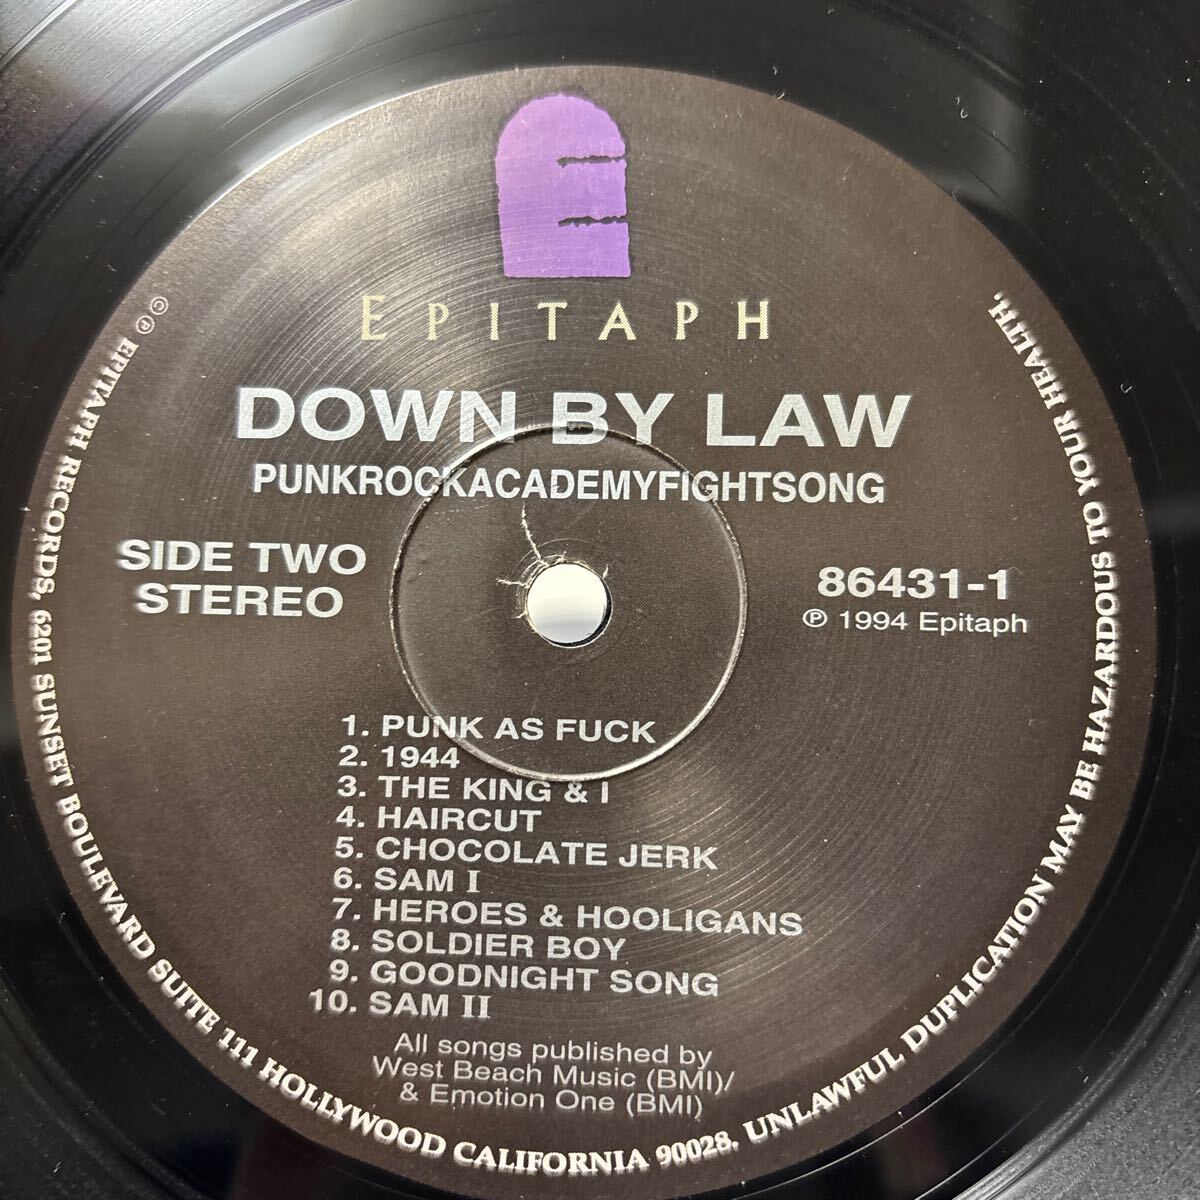 EPITAPH
DOWN BY LAW
PUNKROCKACADEMYFIGHTSONG
SIDE TWO
STEREO
86431-1
℗ 1994 Epitaph
1. PUNK AS FUCK
2. 1944
3. THE KING & I
4. HAIRCUT
5. CHOCOLATE JERK
6. SAM I
7. HEROES & HOOLIGANS
8. SOLDIER BOY
9. GOODNIGHT SONG
10. SAM II
All songs published by
West Beach Music (BMI)/
& Emotion One (BMI)
©℗ EPITAPH RECORDS, 6201 SUNSET BOULEVARD SUITE 111 HOLLYWOOD CALIFORNIA 90028. UNLAWFUL DUPLICATION MAY BE HAZARDOUS TO YOUR HEALTH.